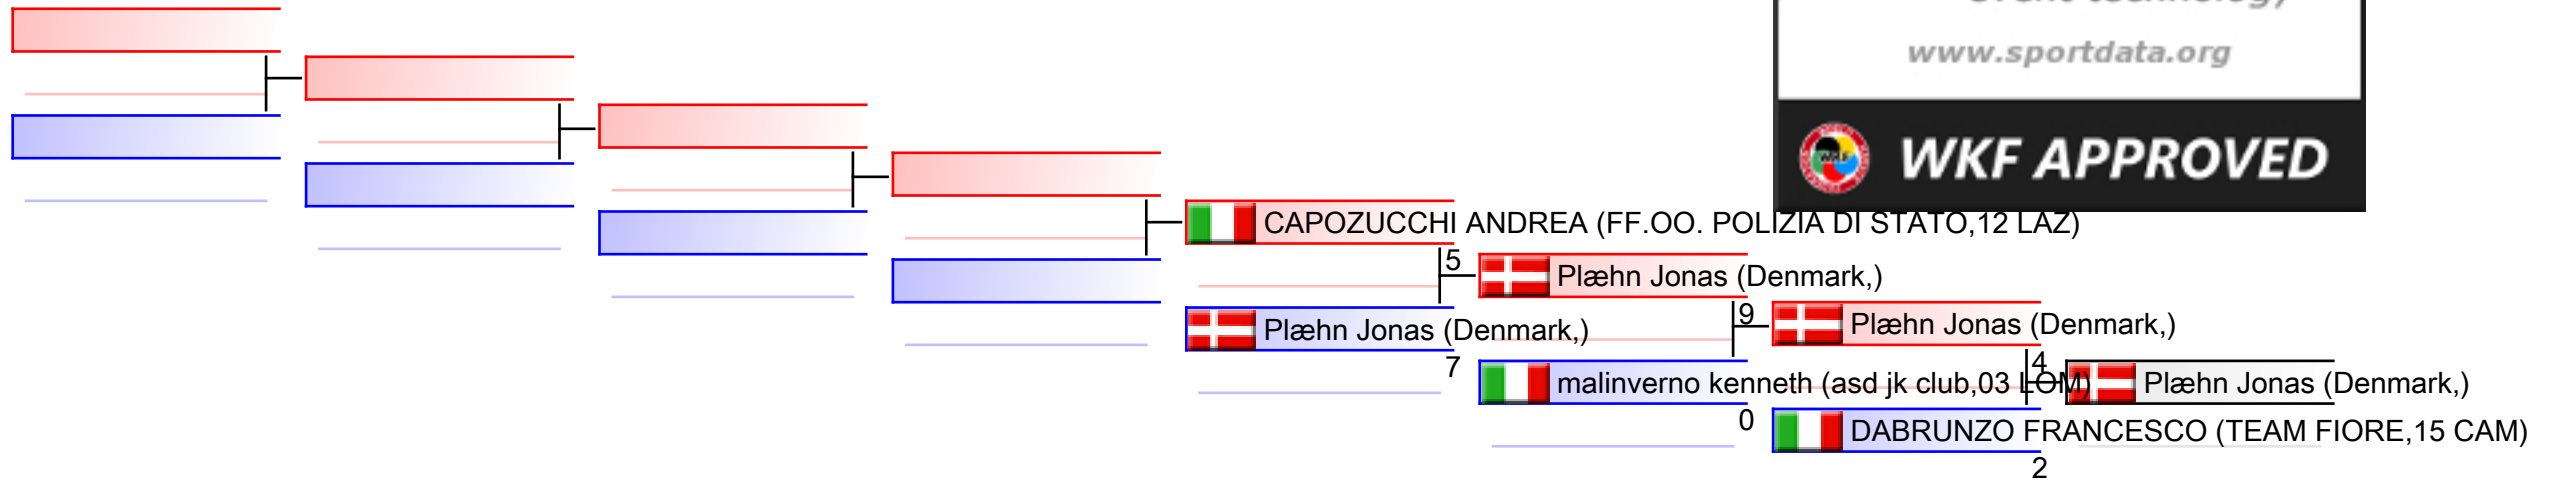 event technology
www.sportdata.org
WKF APPROVED
CAPOZUCCHI ANDREA (FF.OO. POLIZIA DI STATO,12 LAZ)
5
Plæhn Jonas (Denmark,)
9
Plæhn Jonas (Denmark,)
Plæhn Jonas (Denmark,)
7
4
malinverno kenneth (asd jk club,03 LOM)
Plæhn Jonas (Denmark,)
0
DABRUNZO FRANCESCO (TEAM FIORE,15 CAM)
2